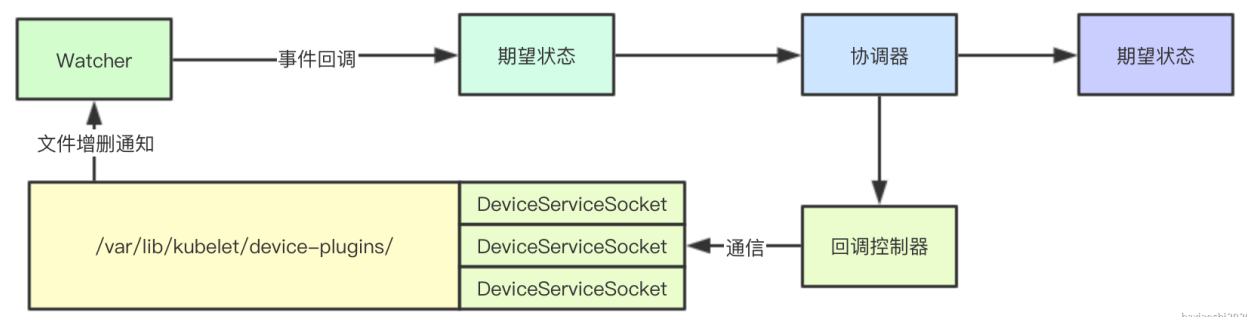 Watcher
事件回调
期望状态
协调器
期望状态
文件增删通知
/var/lib/kubelet/device-plugins/
DeviceServiceSocket
DeviceServiceSocket
DeviceServiceSocket
通信
回调控制器